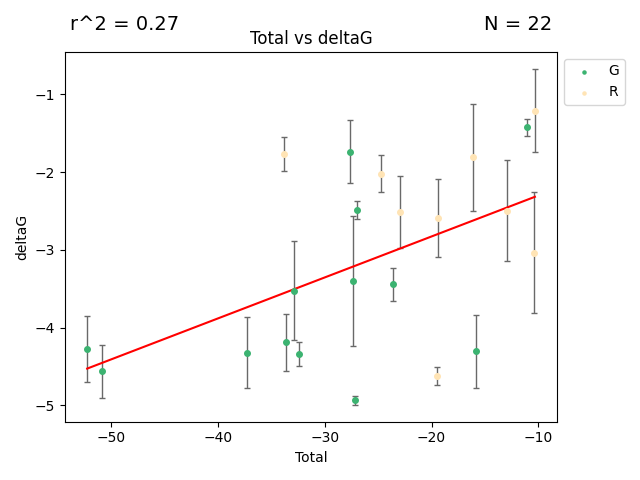 r^2 = 0.27
N = 22
Total vs deltaG
G
R
−1
−2
−3
−4
−5
deltaG
−50
−40
−30
−20
−10
Total